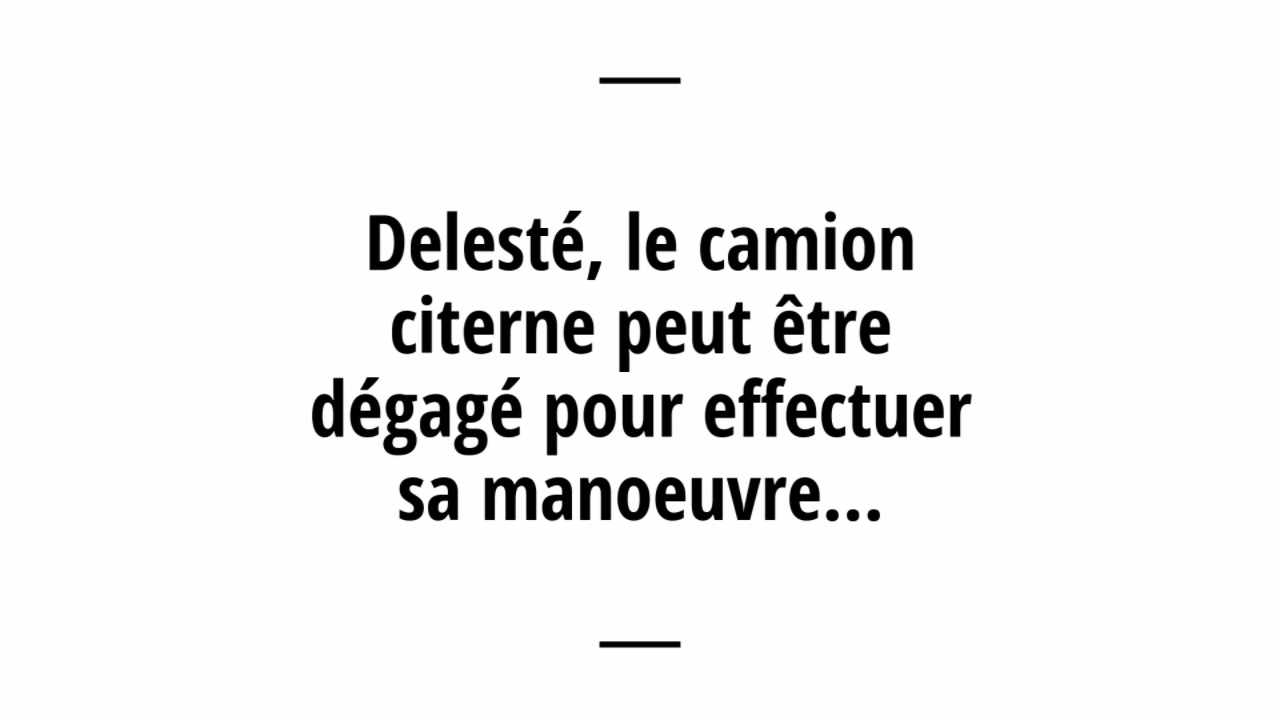 Delesté, le camion
citerne peut être
dégagé pour effectuer
sa manoeuvre...